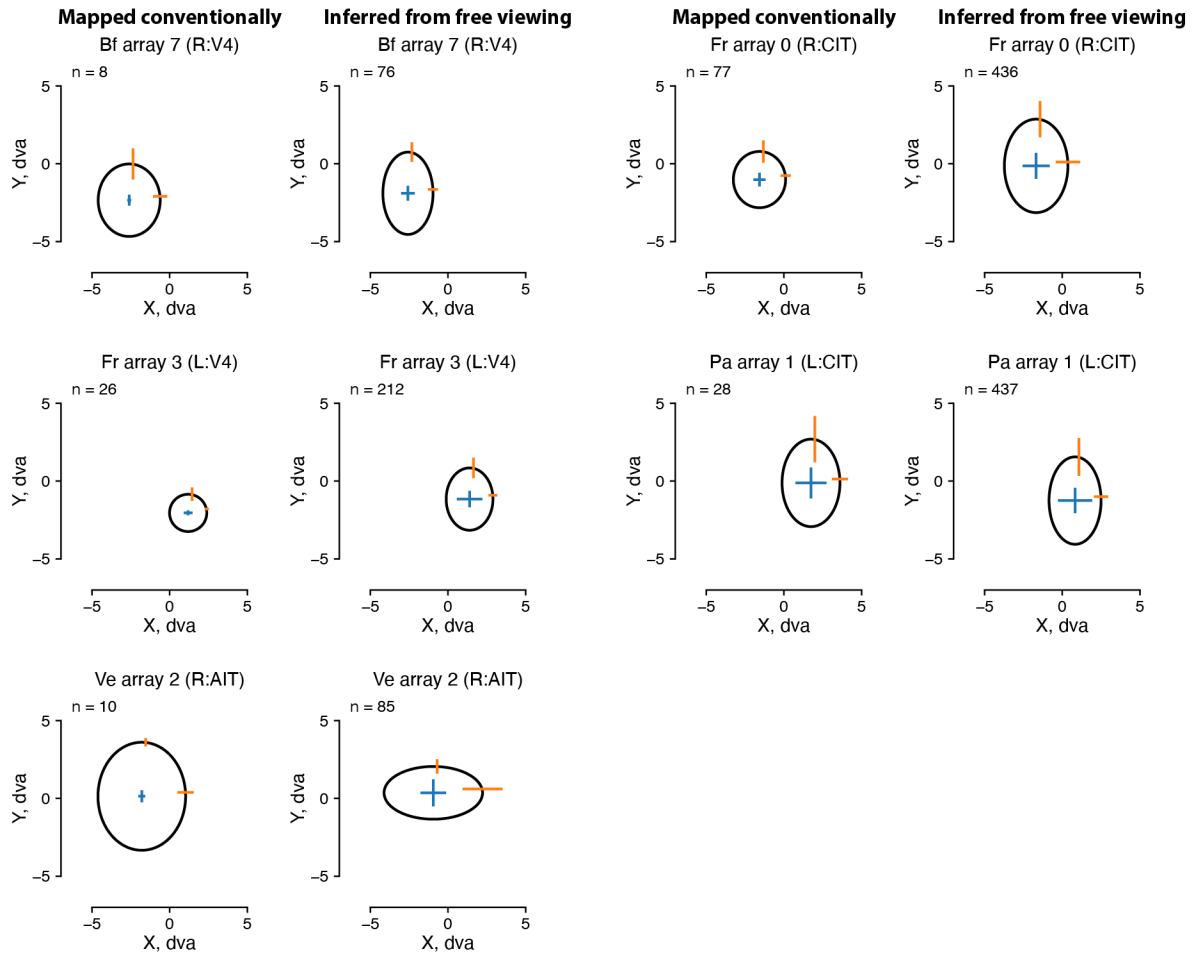 Mapped conventionally
Inferred from free viewing
Mapped conventionally
Inferred from free viewing
Bf array 7 (R:V4)
n = 8
5
0
−5
Y, dva
−5 0 5
X, dva
Bf array 7 (R:V4)
n = 76
5
0
−5
Y, dva
−5 0 5
X, dva
Fr array 0 (R:CIT)
n = 77
5
0
−5
Y, dva
−5 0 5
X, dva
Fr array 0 (R:CIT)
n = 436
5
0
−5
Y, dva
−5 0 5
X, dva
Fr array 3 (L:V4)
n = 26
5
0
−5
Y, dva
−5 0 5
X, dva
Fr array 3 (L:V4)
n = 212
5
0
−5
Y, dva
−5 0 5
X, dva
Pa array 1 (L:CIT)
n = 28
5
0
−5
Y, dva
−5 0 5
X, dva
Pa array 1 (L:CIT)
n = 437
5
0
−5
Y, dva
−5 0 5
X, dva
Ve array 2 (R:AIT)
n = 10
5
0
−5
Y, dva
−5 0 5
X, dva
Ve array 2 (R:AIT)
n = 85
5
0
−5
Y, dva
−5 0 5
X, dva